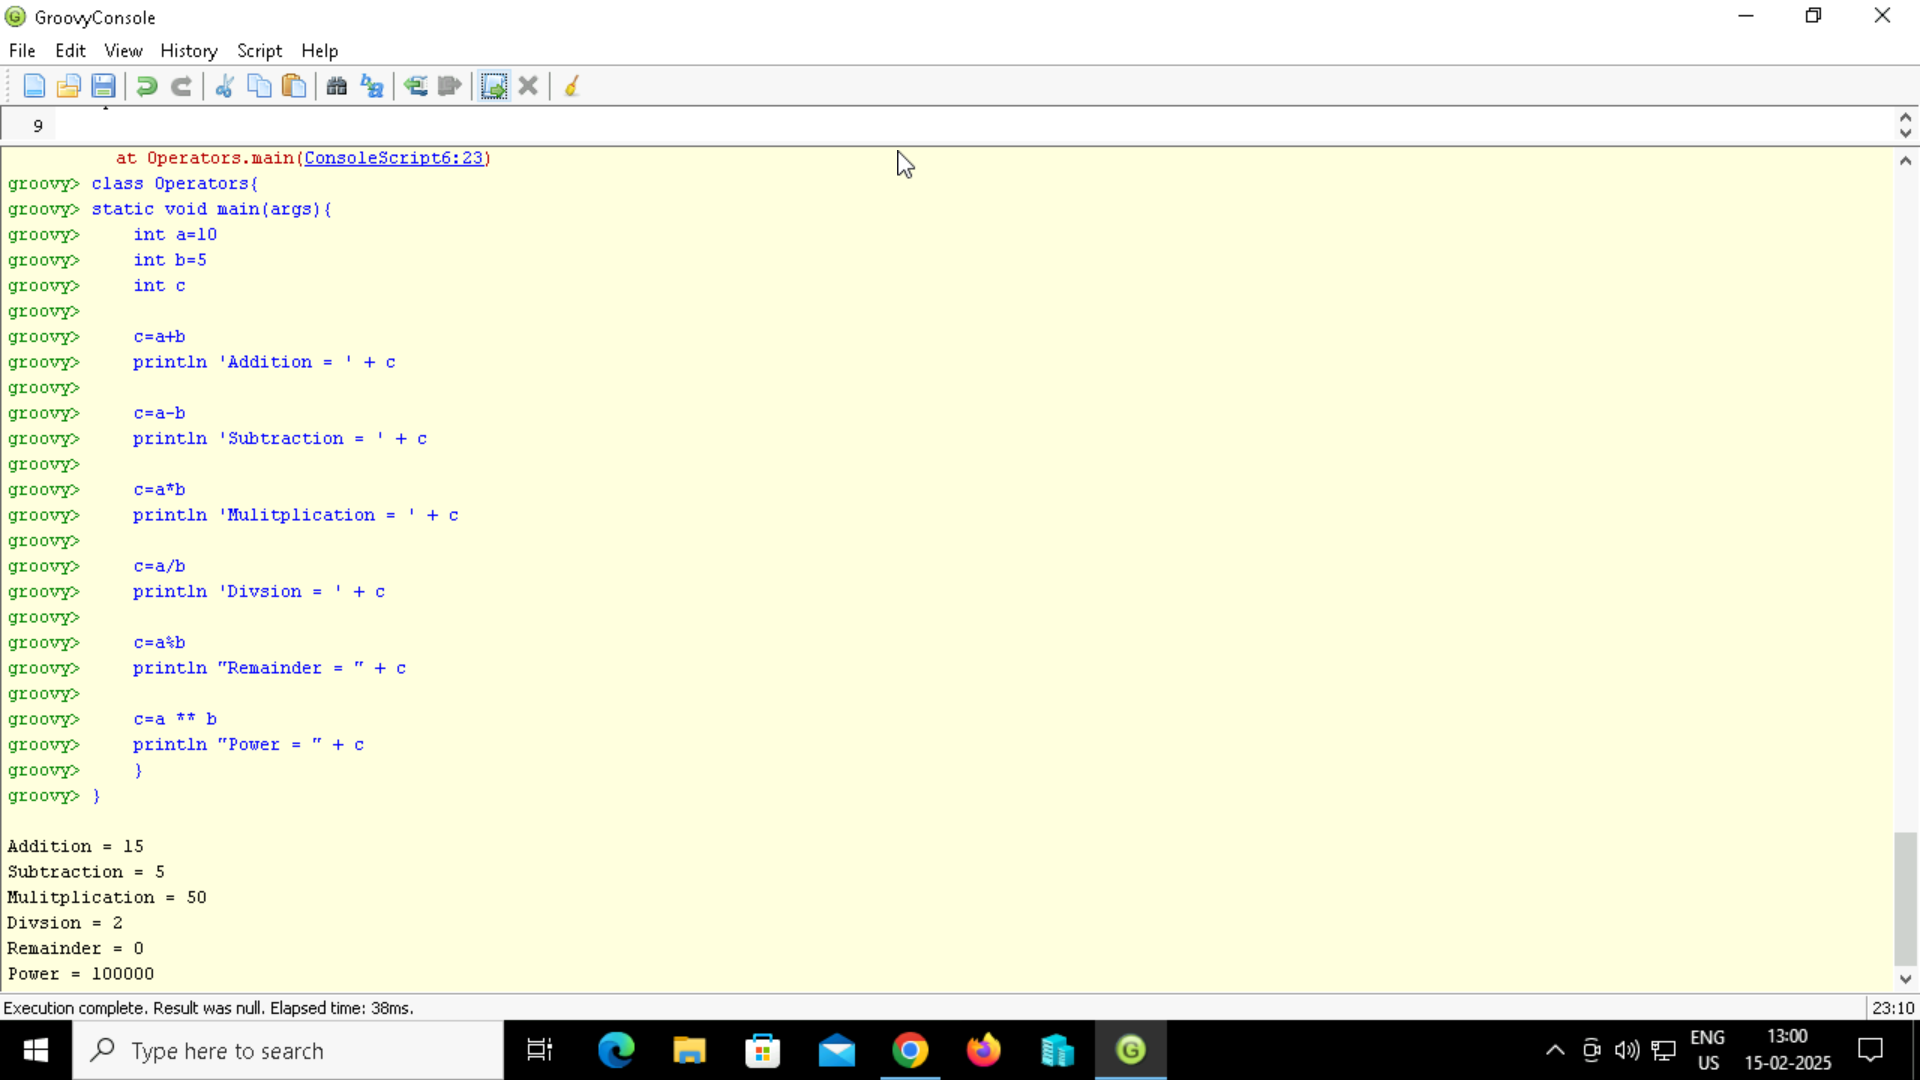 GroovyConsole
File Edit View History Script Help
9
at Operators.main(ConsoleScript6:23)
groovy> class Operators{
groovy> static void main(args){
groovy>     int a=10
groovy>     int b=5
groovy>     int c
groovy>
groovy>     c=a+b
groovy>     println 'Addition = ' + c
groovy>
groovy>     c=a-b
groovy>     println 'Subtraction = ' + c
groovy>
groovy>     c=a*b
groovy>     println 'Mulitplication = ' + c
groovy>
groovy>     c=a/b
groovy>     println 'Divsion = ' + c
groovy>
groovy>     c=a%b
groovy>     println "Remainder = " + c
groovy>
groovy>     c=a ** b
groovy>     println "Power = " + c
groovy>     }
groovy> }
Addition = 15
Subtraction = 5
Mulitplication = 50
Divsion = 2
Remainder = 0
Power = 100000
Execution complete. Result was null. Elapsed time: 38ms.
23:10
Type here to search
ENG
US
13:00
15-02-2025